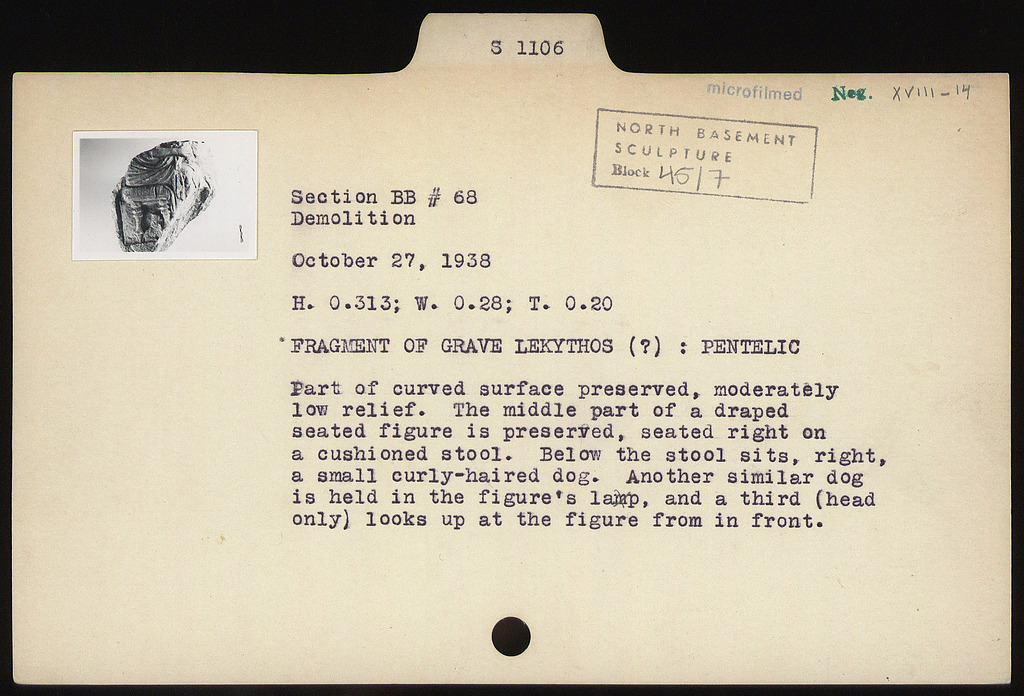 S 1106
microfilmed Neg. XVIII-14
NORTH BASEMENT
SCULPTURE
Block 45/7
Section BB # 68
Demolition
October 27, 1938
H. 0.313; W. 0.28; T. 0.20
FRAGMENT OF GRAVE LEKYTHOS (?) : PENTELIC
Part of curved surface preserved, moderately
low relief. The middle part of a draped
seated figure is preserved, seated right on
a cushioned stool. Below the stool sits, right,
a small curly-haired dog. Another similar dog
is held in the figure's lap, and a third (head
only) looks up at the figure from in front.